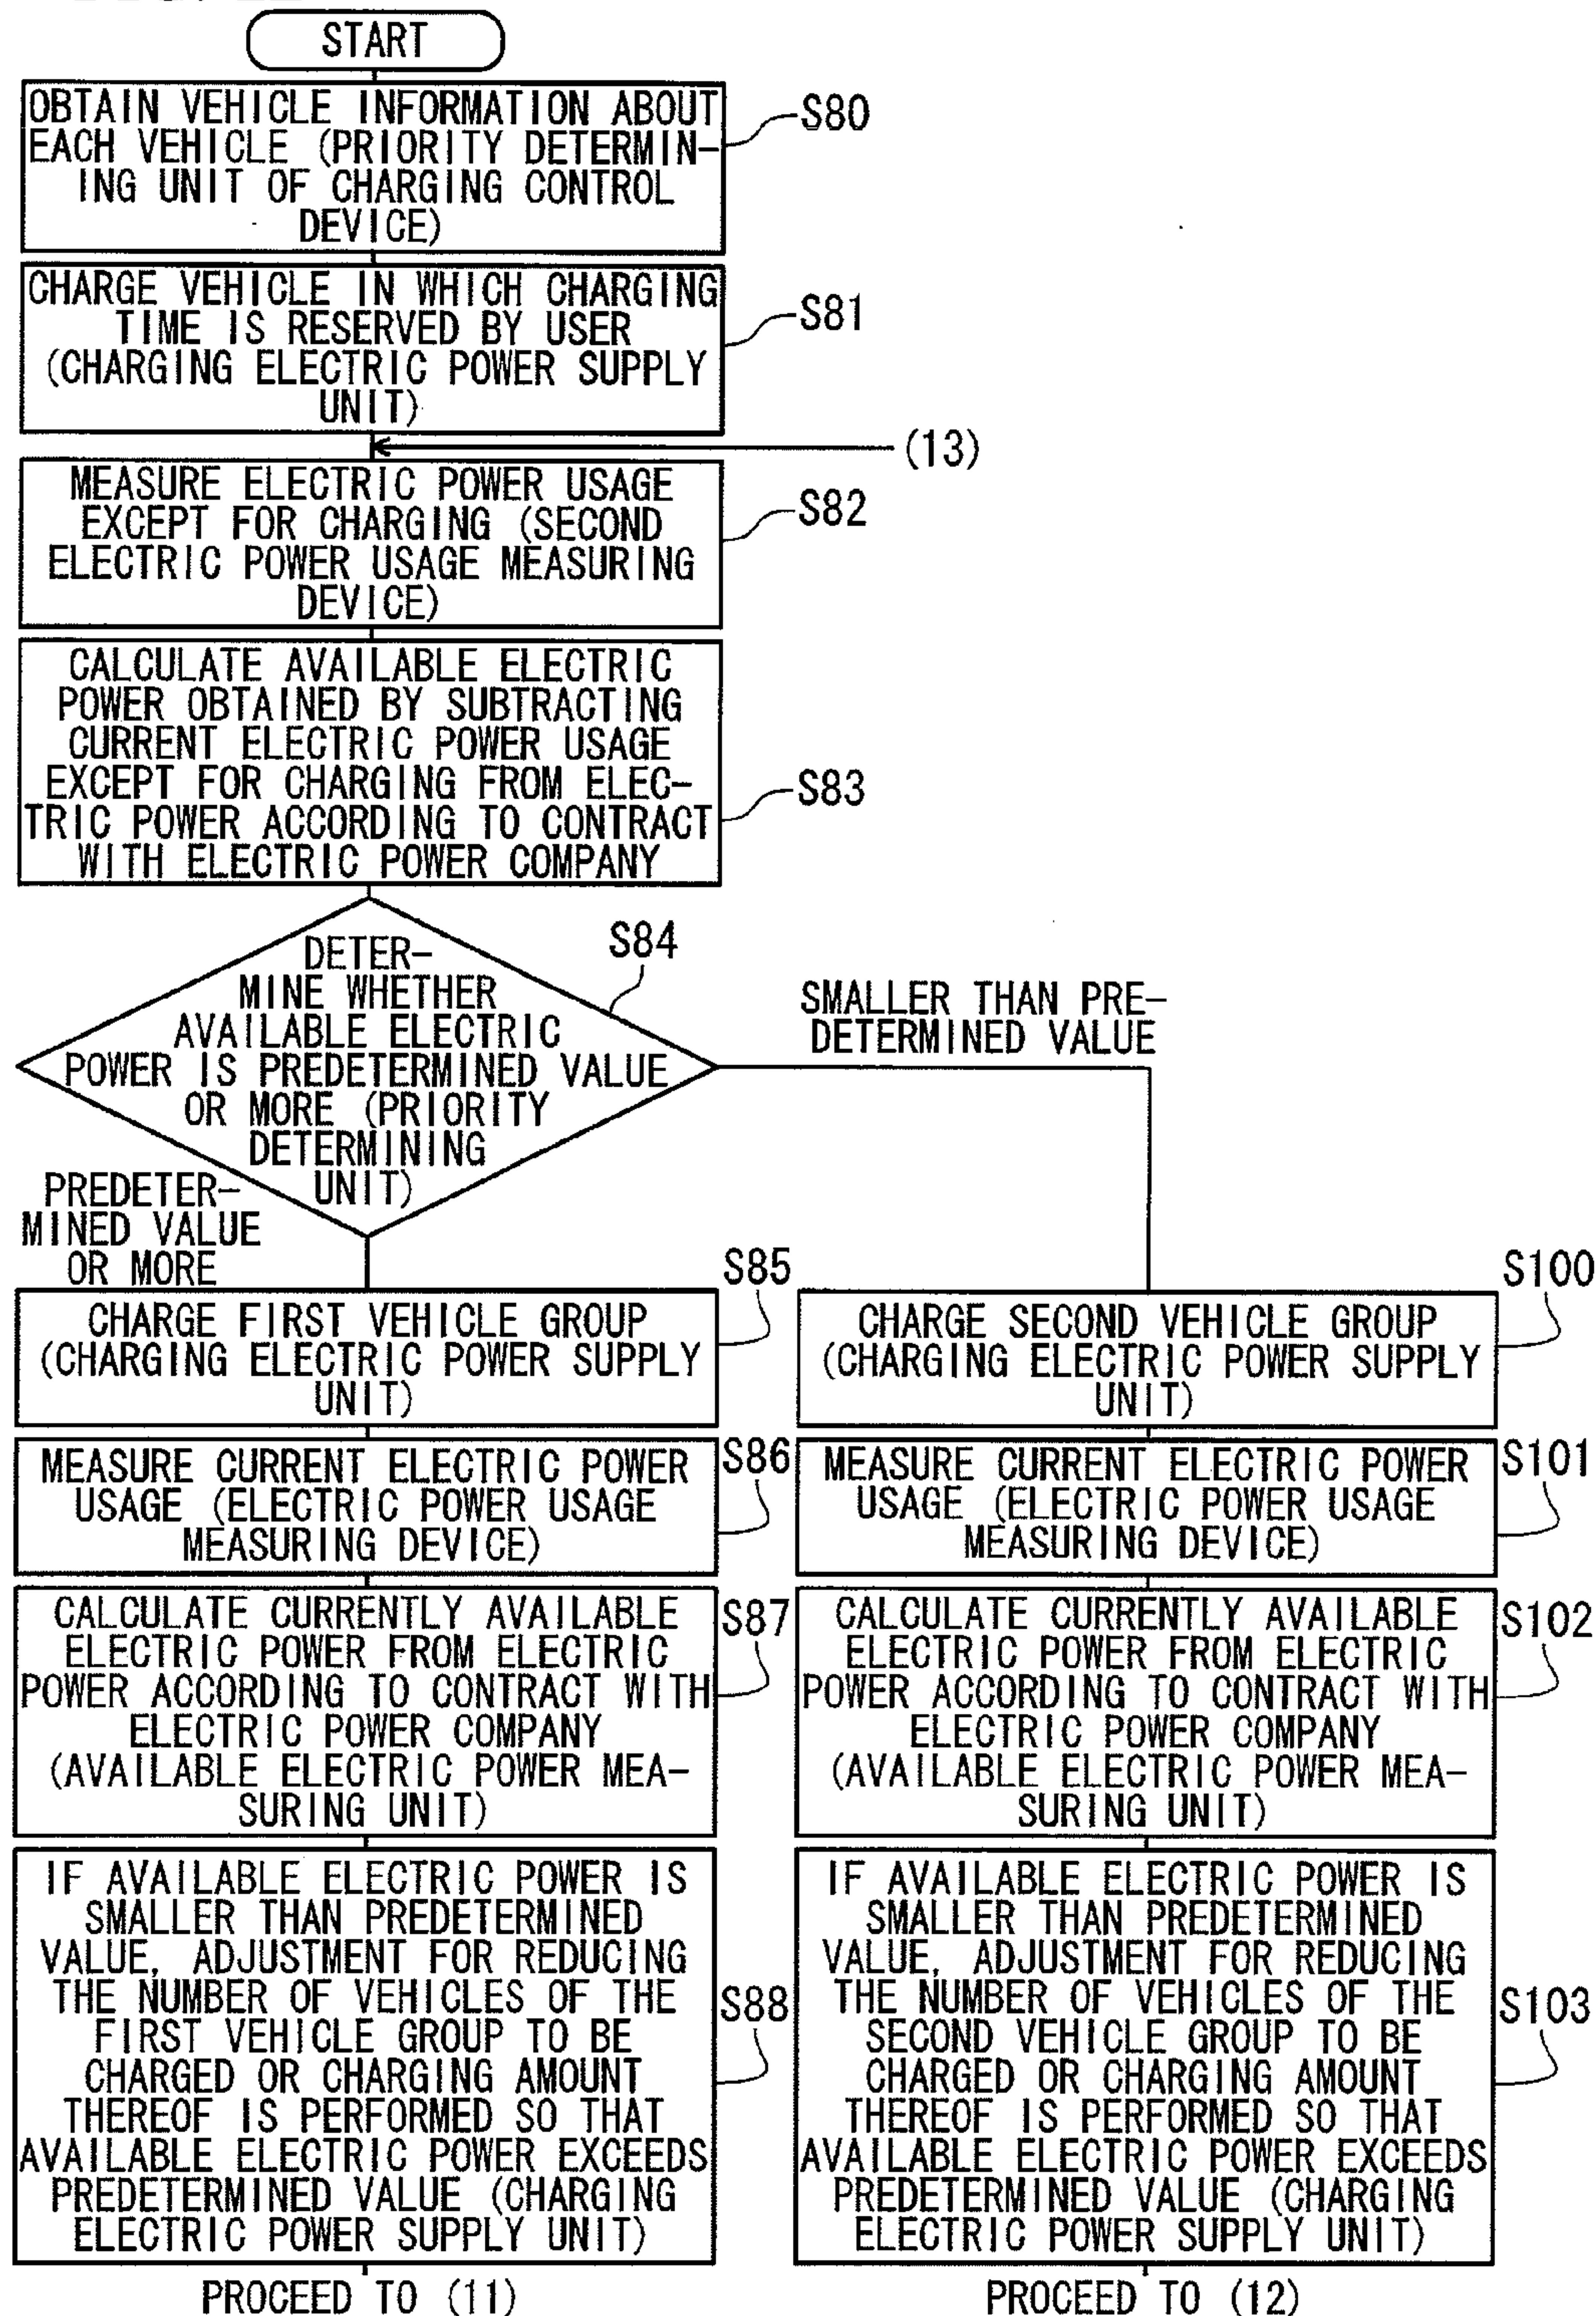 START
OBTAIN VEHICLE INFORMATION ABOUT
EACH VEHICLE (PRIORITY DETERMIN-
ING UNIT OF CHARGING CONTROL
DEVICE)
S80
CHARGE VEHICLE IN WHICH CHARGING
TIME IS RESERVED BY USER
(CHARGING ELECTRIC POWER SUPPLY
UNIT)
S81
(13)
MEASURE ELECTRIC POWER USAGE
EXCEPT FOR CHARGING (SECOND
ELECTRIC POWER USAGE MEASURING
DEVICE)
S82
CALCULATE AVAILABLE ELECTRIC
POWER OBTAINED BY SUBTRACTING
CURRENT ELECTRIC POWER USAGE
EXCEPT FOR CHARGING FROM ELEC-
TRIC POWER ACCORDING TO CONTRACT
WITH ELECTRIC POWER COMPANY
S83
DETER-
MINE WHETHER
AVAILABLE ELECTRIC
POWER IS PREDETERMINED VALUE
OR MORE (PRIORITY
DETERMINING
UNIT)
S84
SMALLER THAN PRE-
DETERMINED VALUE
PREDETER-
MINED VALUE
OR MORE
CHARGE FIRST VEHICLE GROUP
(CHARGING ELECTRIC POWER SUPPLY
UNIT)
S85
MEASURE CURRENT ELECTRIC POWER
USAGE (ELECTRIC POWER USAGE
MEASURING DEVICE)
S86
CALCULATE CURRENTLY AVAILABLE
ELECTRIC POWER FROM ELECTRIC
POWER ACCORDING TO CONTRACT WITH
ELECTRIC POWER COMPANY
(AVAILABLE ELECTRIC POWER MEA-
SURING UNIT)
S87
IF AVAILABLE ELECTRIC POWER IS
SMALLER THAN PREDETERMINED
VALUE, ADJUSTMENT FOR REDUCING
THE NUMBER OF VEHICLES OF THE
FIRST VEHICLE GROUP TO BE
CHARGED OR CHARGING AMOUNT
THEREOF IS PERFORMED SO THAT
AVAILABLE ELECTRIC POWER EXCEEDS
PREDETERMINED VALUE (CHARGING
ELECTRIC POWER SUPPLY UNIT)
S88
PROCEED TO (11)
CHARGE SECOND VEHICLE GROUP
(CHARGING ELECTRIC POWER SUPPLY
UNIT)
S100
MEASURE CURRENT ELECTRIC POWER
USAGE (ELECTRIC POWER USAGE
MEASURING DEVICE)
S101
CALCULATE CURRENTLY AVAILABLE
ELECTRIC POWER FROM ELECTRIC
POWER ACCORDING TO CONTRACT WITH
ELECTRIC POWER COMPANY
(AVAILABLE ELECTRIC POWER MEA-
SURING UNIT)
S102
IF AVAILABLE ELECTRIC POWER IS
SMALLER THAN PREDETERMINED
VALUE, ADJUSTMENT FOR REDUCING
THE NUMBER OF VEHICLES OF THE
SECOND VEHICLE GROUP TO BE
CHARGED OR CHARGING AMOUNT
THEREOF IS PERFORMED SO THAT
AVAILABLE ELECTRIC POWER EXCEEDS
PREDETERMINED VALUE (CHARGING
ELECTRIC POWER SUPPLY UNIT)
S103
PROCEED TO (12)